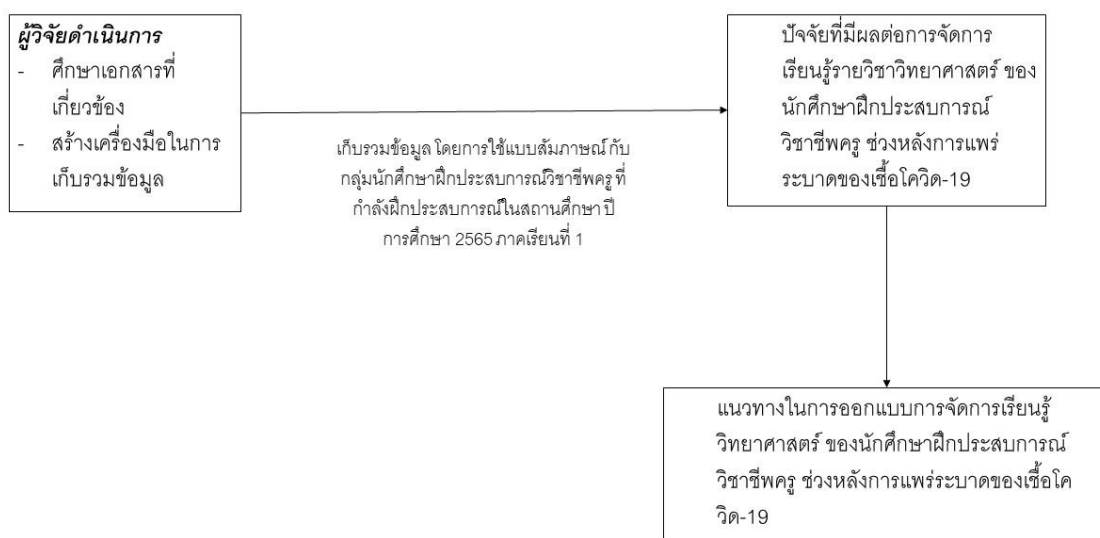 ผู้วิจัยดำเนินการ
- ศึกษาเอกสารที่
เกี่ยวข้อง
- สร้างเครื่องมือในการ
เก็บรวมข้อมูล
เก็บรวมข้อมูล โดยการใช้แบบสัมภาษณ์ กับ
กลุ่มนักศึกษาฝึกประสบการณ์วิชาชีพครู ที่
กำลังฝึกประสบการณ์ในสถานศึกษา ปี
การศึกษา 2565 ภาคเรียนที่ 1
ปัจจัยที่มีผลต่อการจัดการ
เรียนรู้รายวิชาวิทยาศาสตร์ ของ
นักศึกษาฝึกประสบการณ์
วิชาชีพครู ช่วงหลังการแพร่
ระบาดของเชื้อโควิด-19
แนวทางในการออกแบบการจัดการเรียนรู้
วิทยาศาสตร์ ของนักศึกษาฝึกประสบการณ์
วิชาชีพครู ช่วงหลังการแพร่ระบาดของเชื้อโค
วิด-19